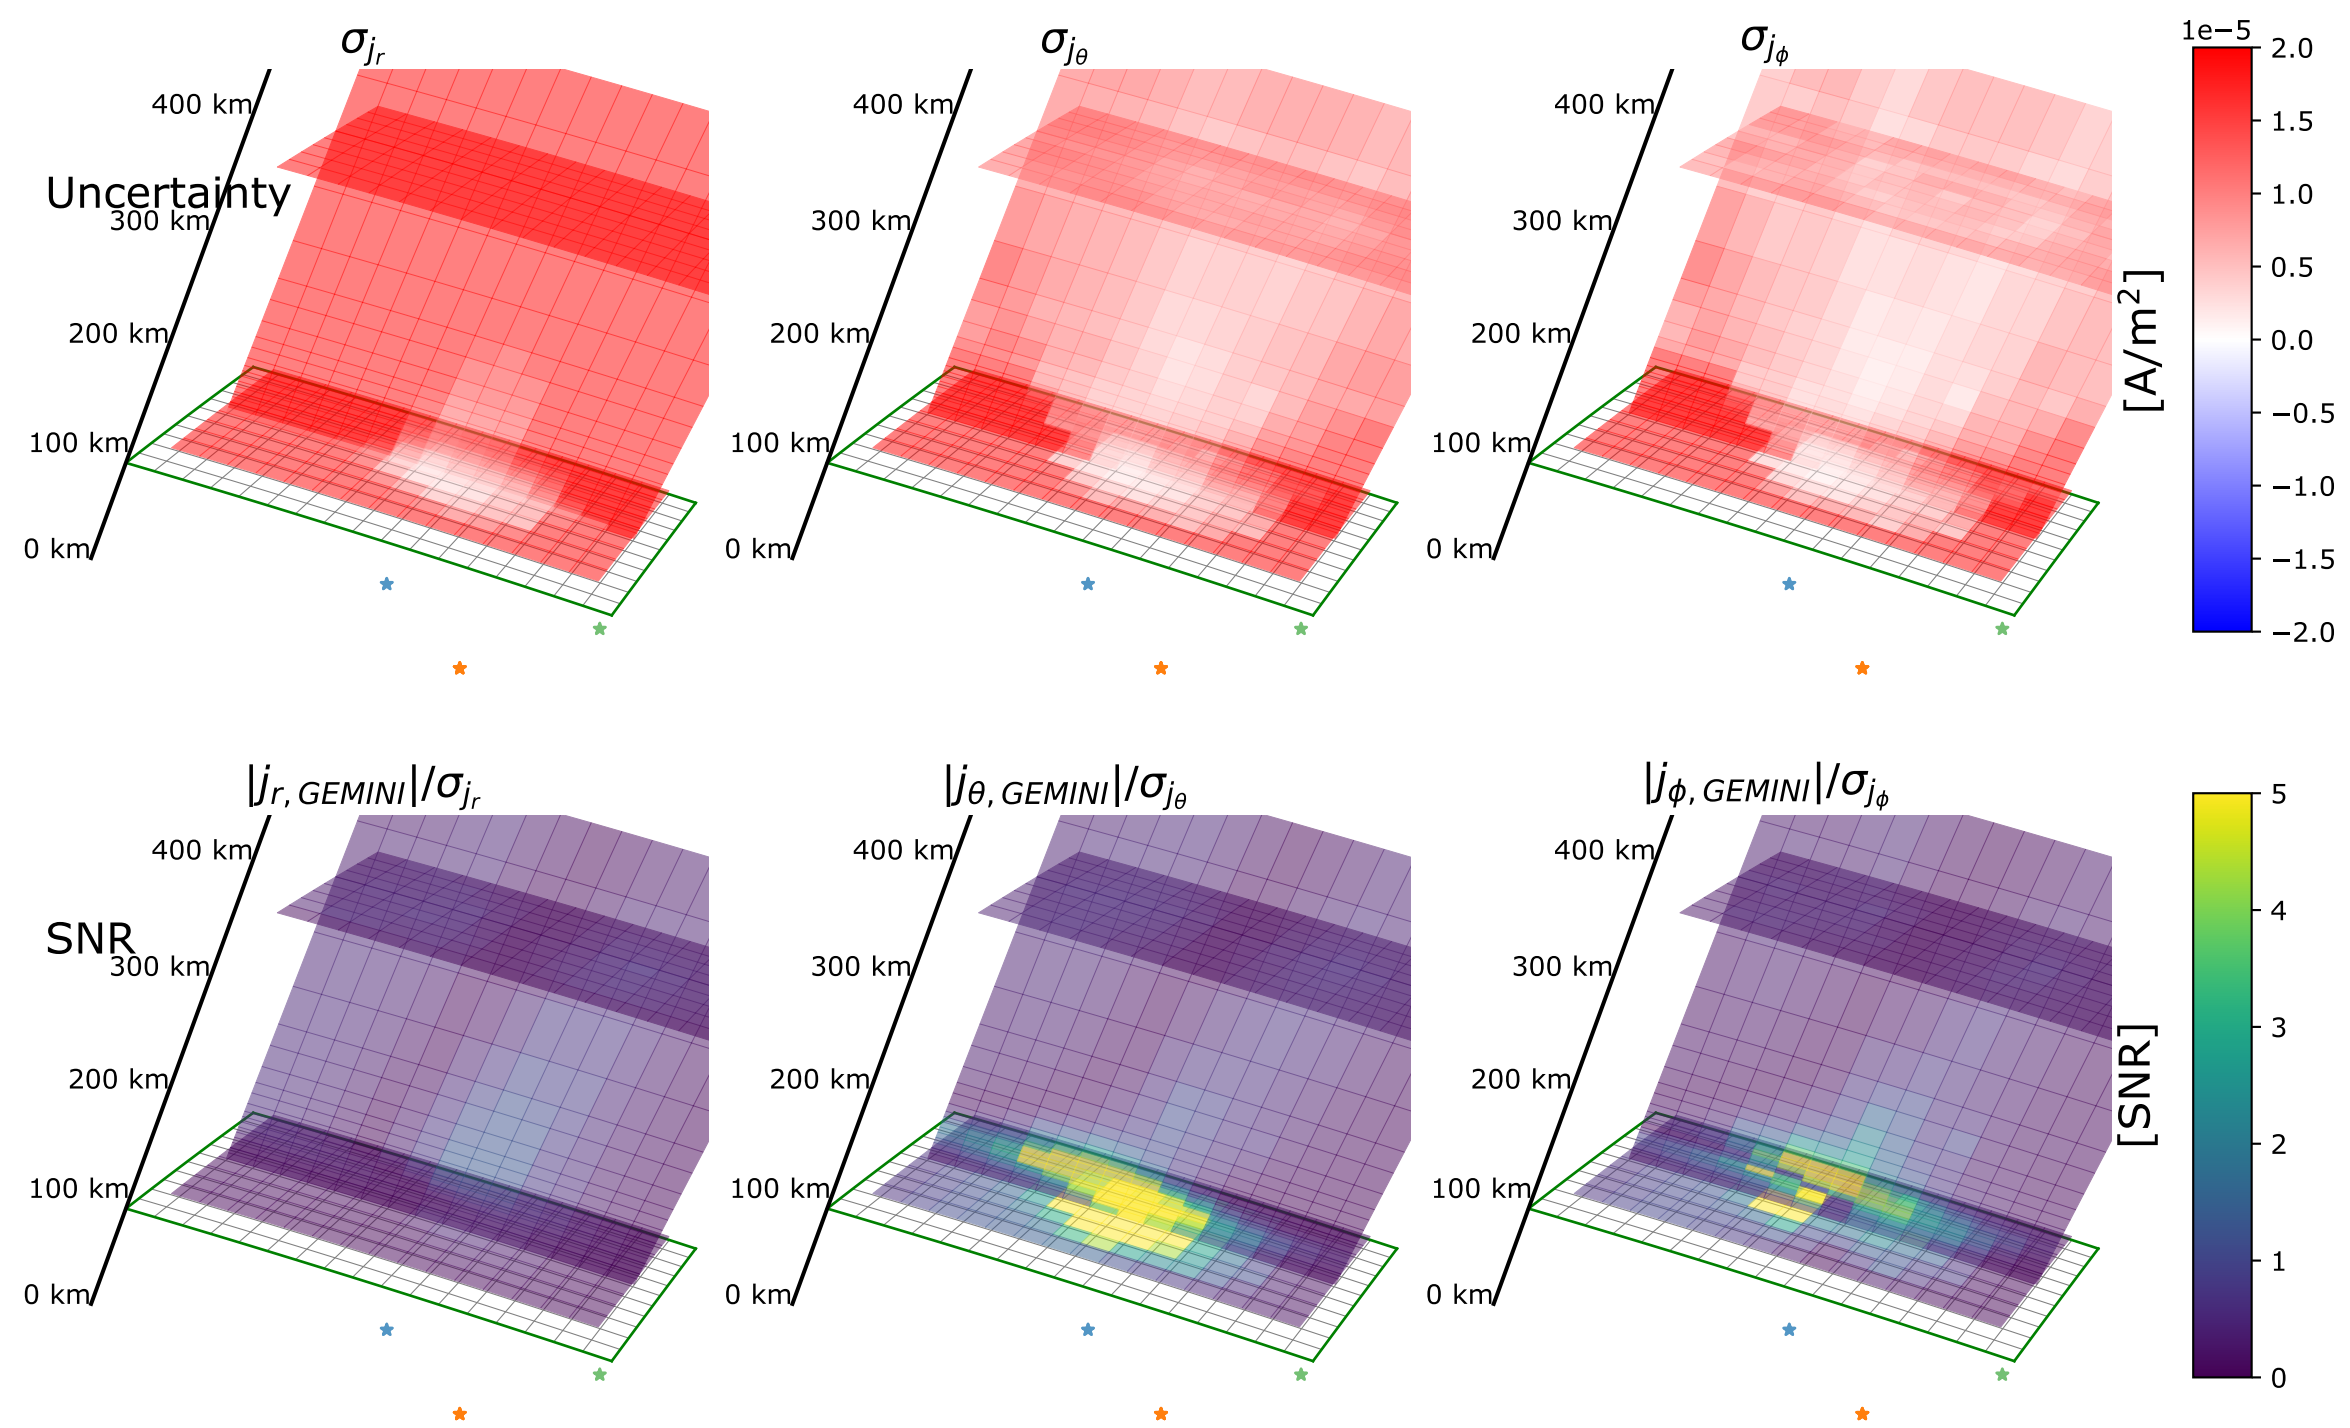 σ_{j_r} σ_{j_θ} σ_{j_ϕ}
1e−5
Uncertainty
400 km
300 km
200 km
100 km
0 km
400 km
300 km
200 km
100 km
0 km
400 km
300 km
200 km
100 km
0 km
2.0
1.5
1.0
0.5
0.0
−0.5
−1.0
−1.5
−2.0
[A/m²]
|j_{r, GEMINI}|/σ_{j_r} |j_{θ, GEMINI}|/σ_{j_θ} |j_{ϕ, GEMINI}|/σ_{j_ϕ}
SNR
400 km
300 km
200 km
100 km
0 km
400 km
300 km
200 km
100 km
0 km
400 km
300 km
200 km
100 km
0 km
5
4
3
2
1
0
[SNR]